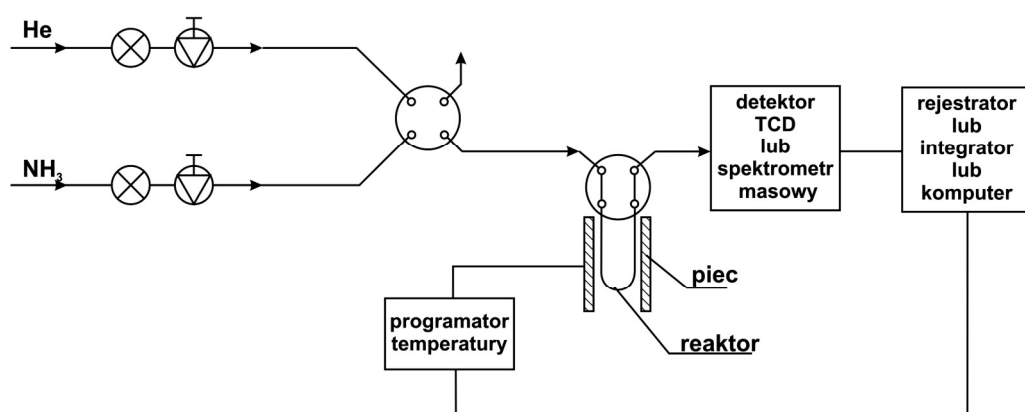 He
NH₃
detektor
TCD
lub
spektrometr
masowy
rejestrator
lub
integrator
lub
komputer
piec
reaktor
programator
temperatury